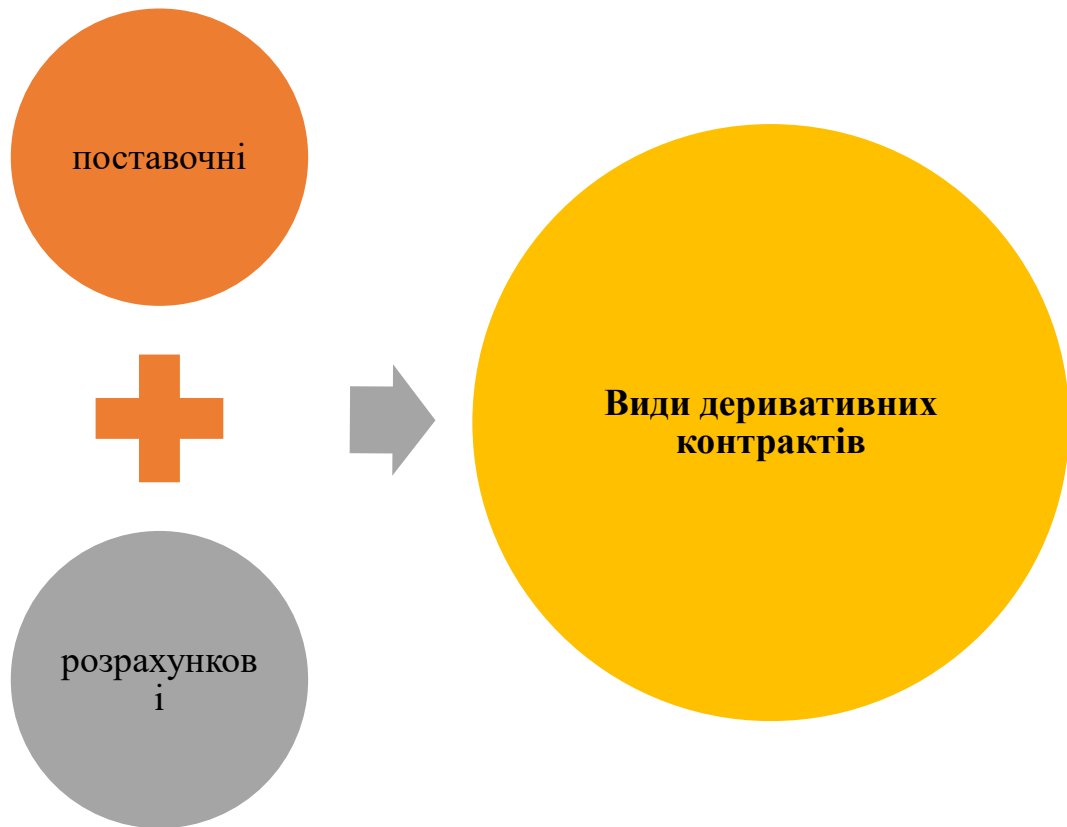 поставочні
розрахунков
і
Види деривативних
контрактів